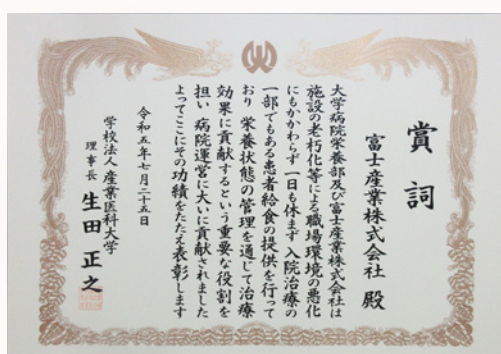 賞詞
富士産業株式会社 殿
大学病院栄養部及び富士産業株式会社は
施設の老朽化等による職場環境の悪化
にもかかわらず 一日も休まず 入院治療の
一部でもある患者給食の提供を行って
おり 栄養状態の管理を通じて治療
効果に貢献するという重要な役割を
担い 病院運営に大いに貢献されました
よってここにその功績をたたえ表彰します
令和五年七月二十五日
学校法人 産業医科大学
理事長 生田正之